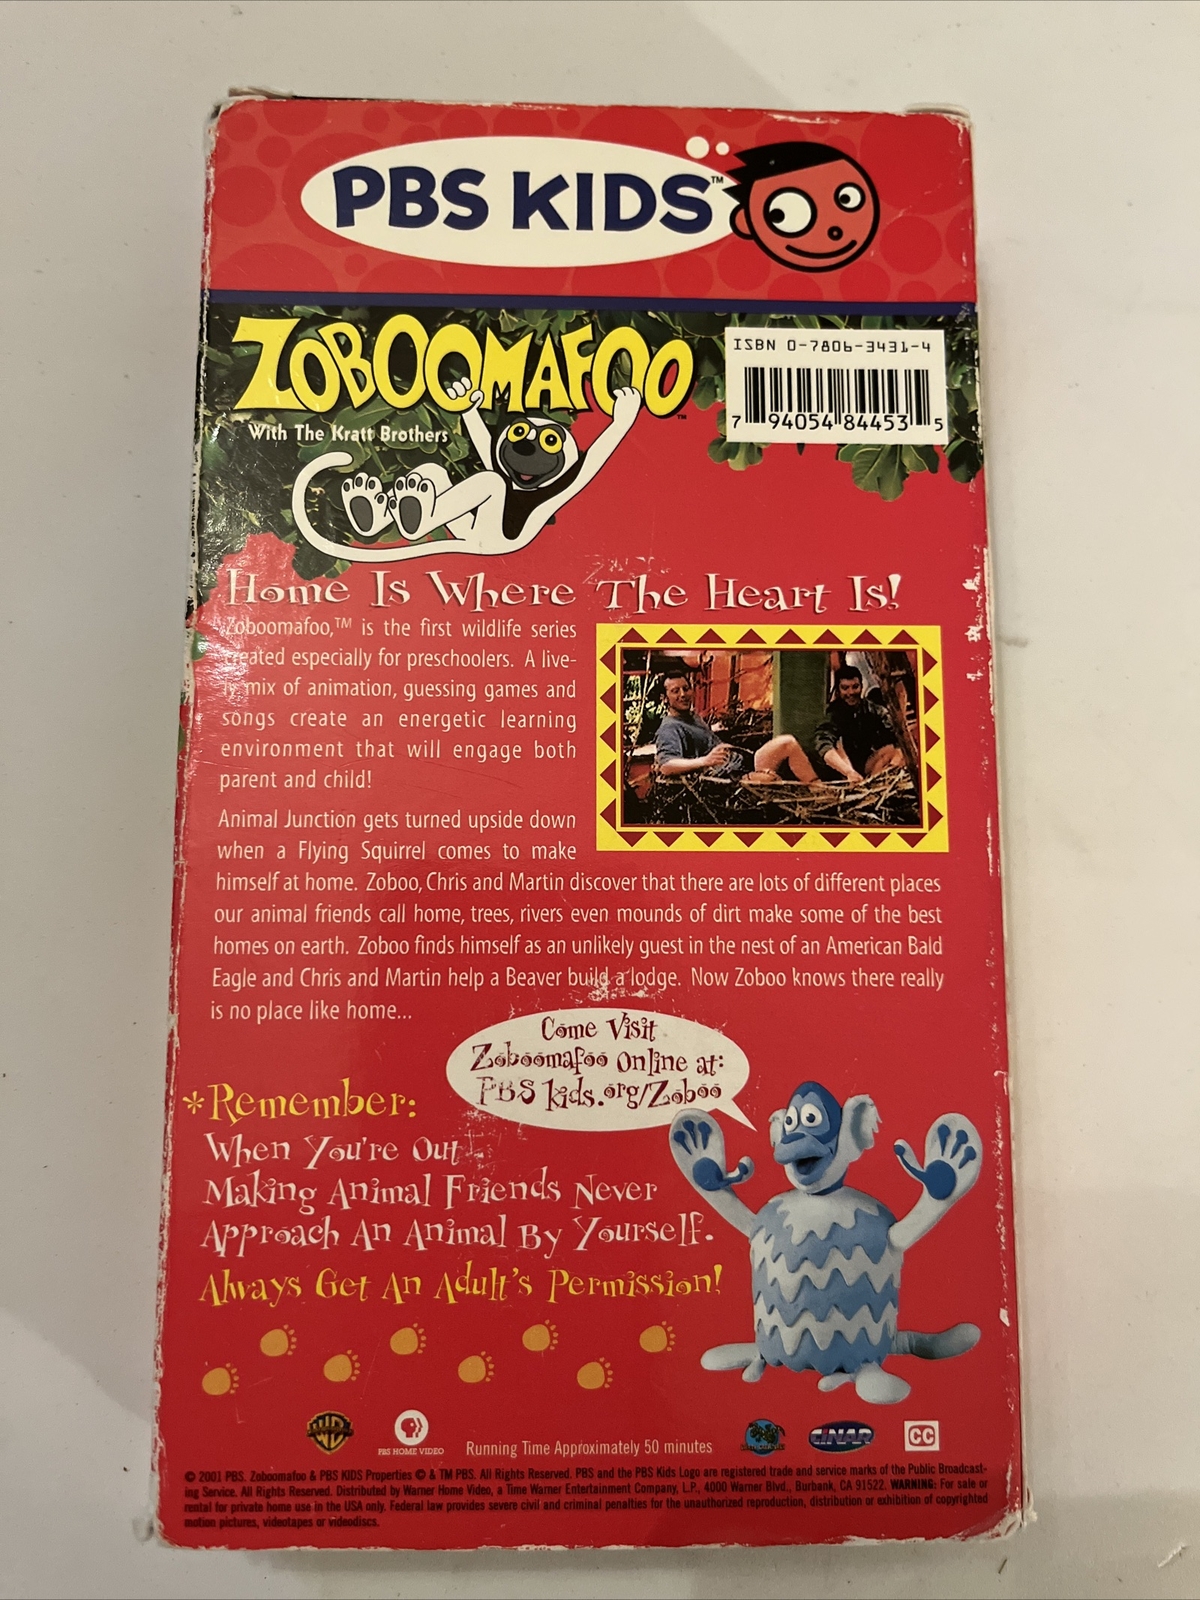 PBS KIDS™
ZOBOOMAFOO™
With The Kratt Brothers
ISBN 0-7806-3431-4
7 94054 84453 5
Home Is Where The Heart Is!
Zoboomafoo,™ is the first wildlife series
created especially for preschoolers. A live-
ly mix of animation, guessing games and
songs create an energetic learning
environment that will engage both
parent and child!
Animal Junction gets turned upside down
when a Flying Squirrel comes to make
himself at home. Zoboo, Chris and Martin discover that there are lots of different places
our animal friends call home, trees, rivers even mounds of dirt make some of the best
homes on earth. Zoboo finds himself as an unlikely guest in the nest of an American Bald
Eagle and Chris and Martin help a Beaver build a lodge. Now Zoboo knows there really
is no place like home...
Come Visit
Zoboomafoo Online at:
PBS kids.org/Zoboo
*Remember:
When You're Out
Making Animal Friends Never
Approach An Animal By Yourself.
Always Get An Adult's Permission!
WB
PBS HOME VIDEO
Running Time Approximately 50 minutes
CINAR
CC
© 2001 PBS. Zoboomafoo & PBS KIDS Properties © & TM PBS. All Rights Reserved. PBS and the PBS Kids Logo are registered trade and service marks of the Public Broadcast-
ing Service. All Rights Reserved. Distributed by Warner Home Video, a Time Warner Entertainment Company, L.P., 4000 Warner Blvd., Burbank, CA 91522. WARNING: For sale or
rental for private home use in the USA only. Federal law provides severe civil and criminal penalties for the unauthorized reproduction, distribution or exhibition of copyrighted
motion pictures, videotapes or videodiscs.